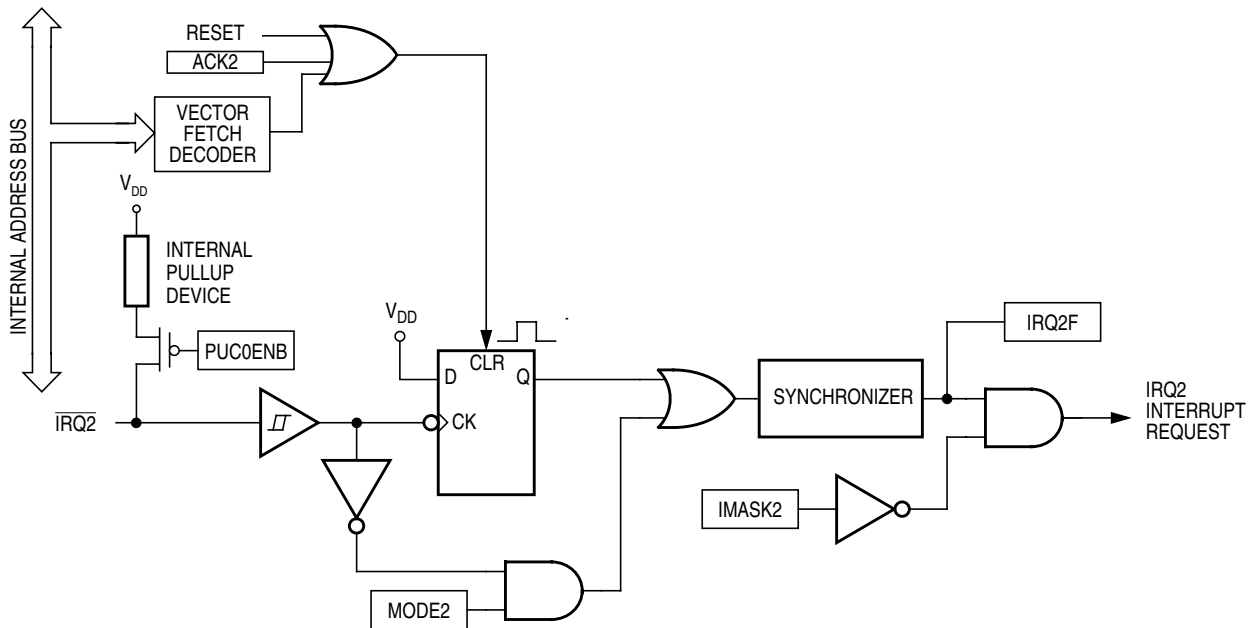 INTERNAL ADDRESS BUS
RESET
ACK2
VECTOR
FETCH
DECODER
VDD
INTERNAL
PULLUP
DEVICE
PUC0ENB
IRQ2
VDD
D
CLR
Q
CK
MODE2
SYNCHRONIZER
IRQ2F
IMASK2
IRQ2
INTERRUPT
REQUEST